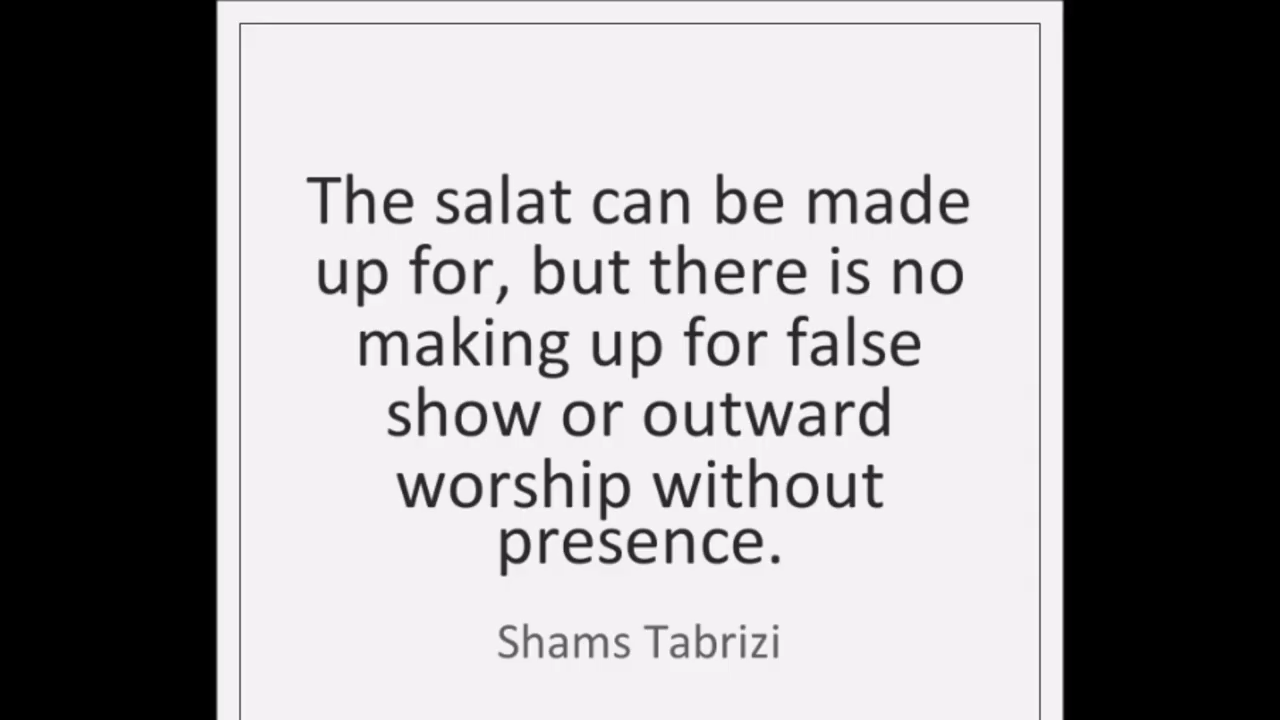 The salat can be made
up for, but there is no
making up for false
show or outward
worship without
presence.
Shams Tabrizi